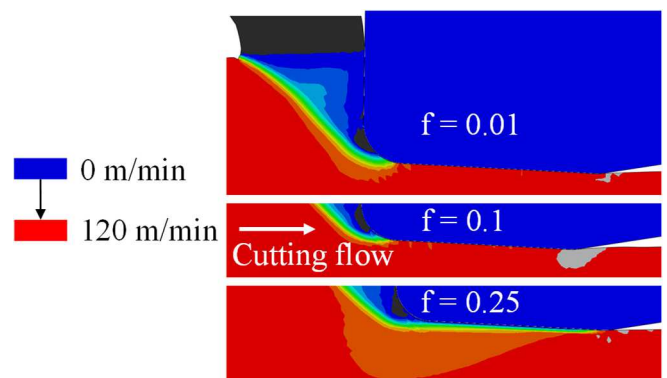 f = 0.01
0 m/min
120 m/min
f = 0.1
Cutting flow
f = 0.25